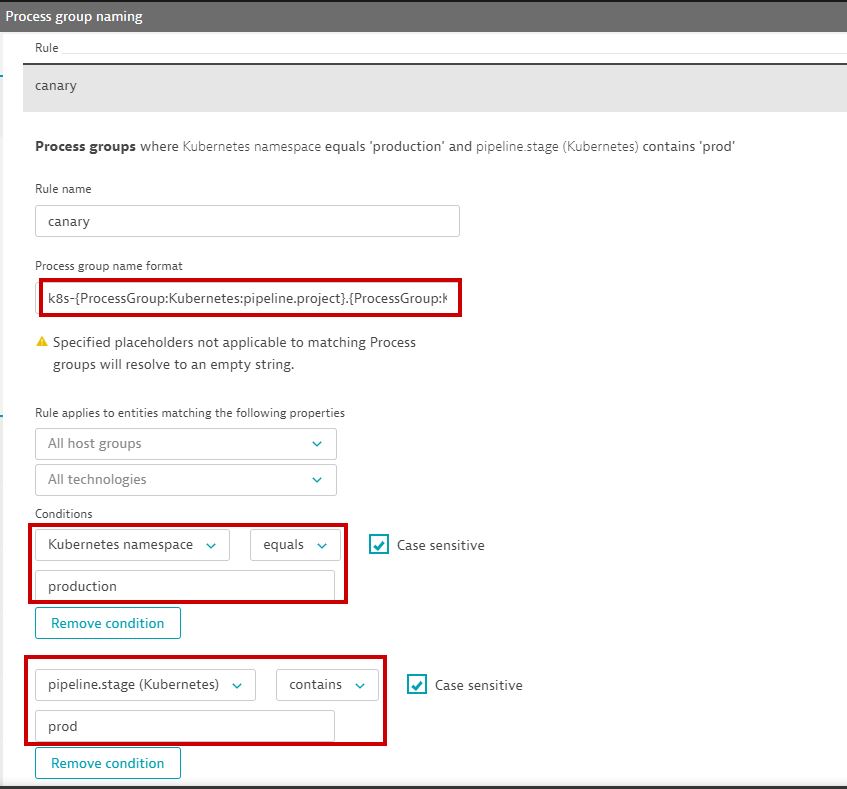 Process group naming
Rule
canary
Process groups where Kubernetes namespace equals 'production' and pipeline.stage (Kubernetes) contains 'prod'
Rule name
canary
Process group name format
k8s-{ProcessGroup:Kubernetes:pipeline.project}.{ProcessGroup:K
Specified placeholders not applicable to matching Process
groups will resolve to an empty string.
Rule applies to entities matching the following properties
All host groups
All technologies
Conditions
Kubernetes namespace equals Case sensitive
production
Remove condition
pipeline.stage (Kubernetes) contains Case sensitive
prod
Remove condition